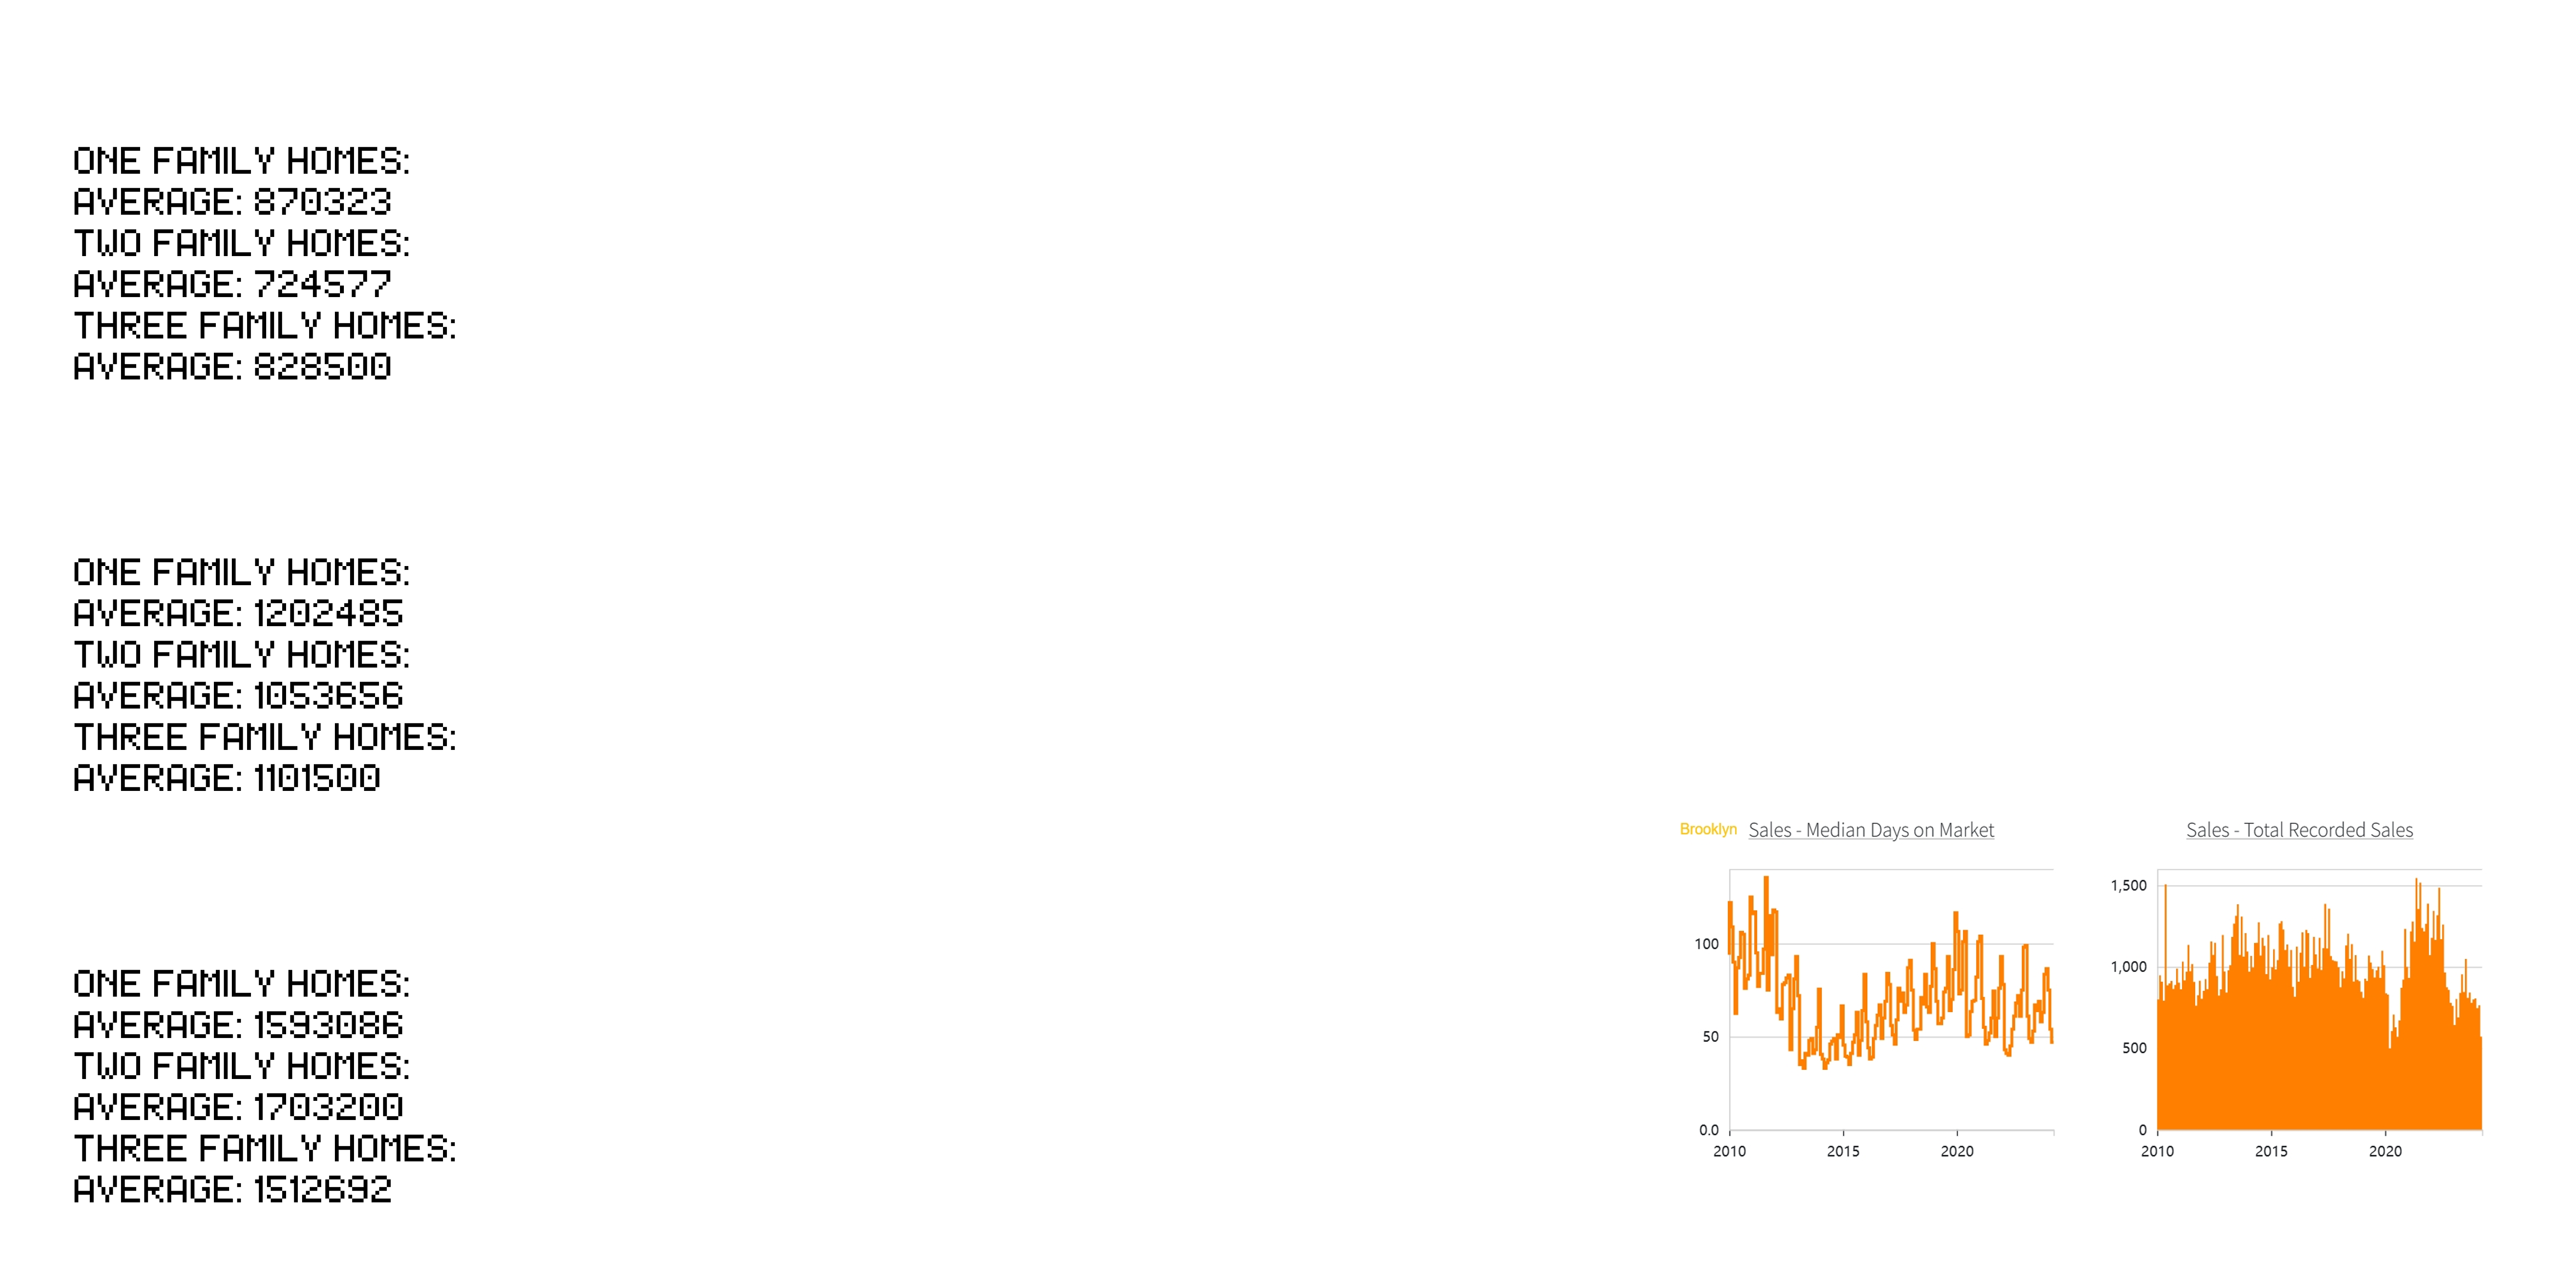 ONE FAMILY HOMES:
AVERAGE: 870323
TWO FAMILY HOMES:
AVERAGE: 724577
THREE FAMILY HOMES:
AVERAGE: 828500
ONE FAMILY HOMES:
AVERAGE: 1202485
TWO FAMILY HOMES:
AVERAGE: 1053656
THREE FAMILY HOMES:
AVERAGE: 1101500
ONE FAMILY HOMES:
AVERAGE: 1593086
TWO FAMILY HOMES:
AVERAGE: 1703200
THREE FAMILY HOMES:
AVERAGE: 1512692
Brooklyn Sales - Median Days on Market
100
50
0.0
2010 2015 2020
Sales - Total Recorded Sales
1,500
1,000
500
0
2010 2015 2020